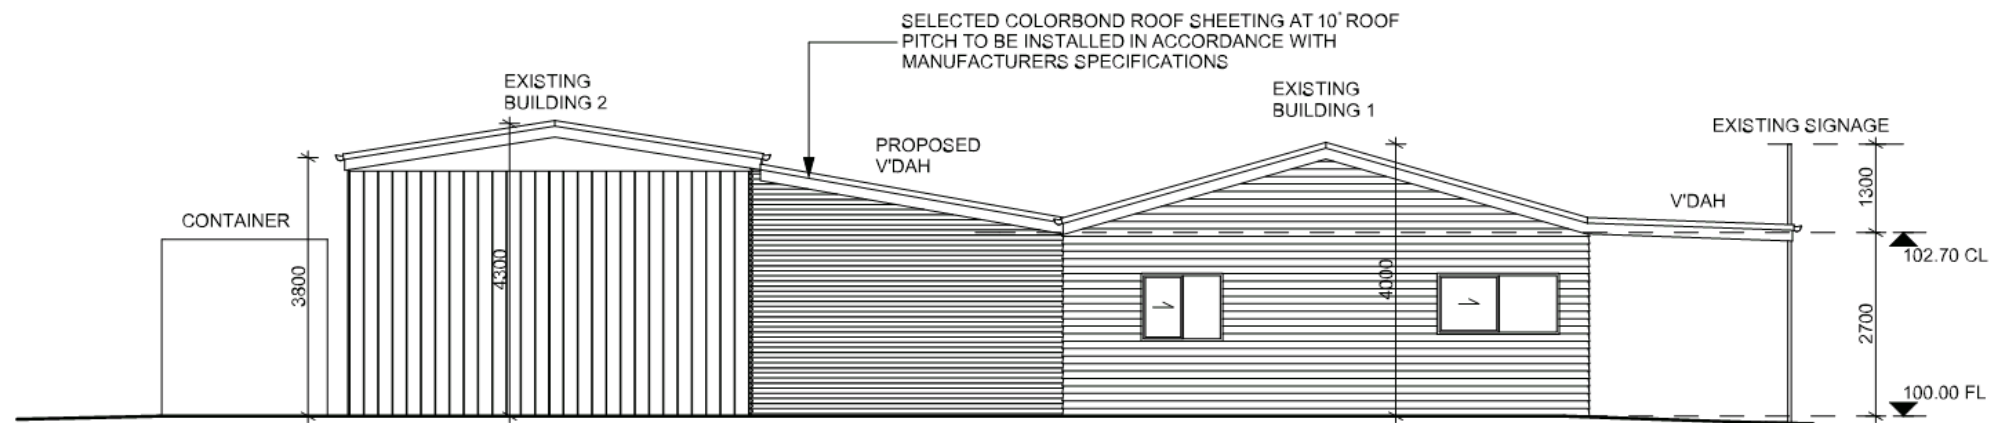 SELECTED COLORBOND ROOF SHEETING AT 10° ROOF
PITCH TO BE INSTALLED IN ACCORDANCE WITH
MANUFACTURERS SPECIFICATIONS
EXISTING
BUILDING 2
EXISTING
BUILDING 1
EXISTING SIGNAGE
PROPOSED
V'DAH
V'DAH
CONTAINER
3800
4300
4000
1300
102.70 CL
2700
100.00 FL